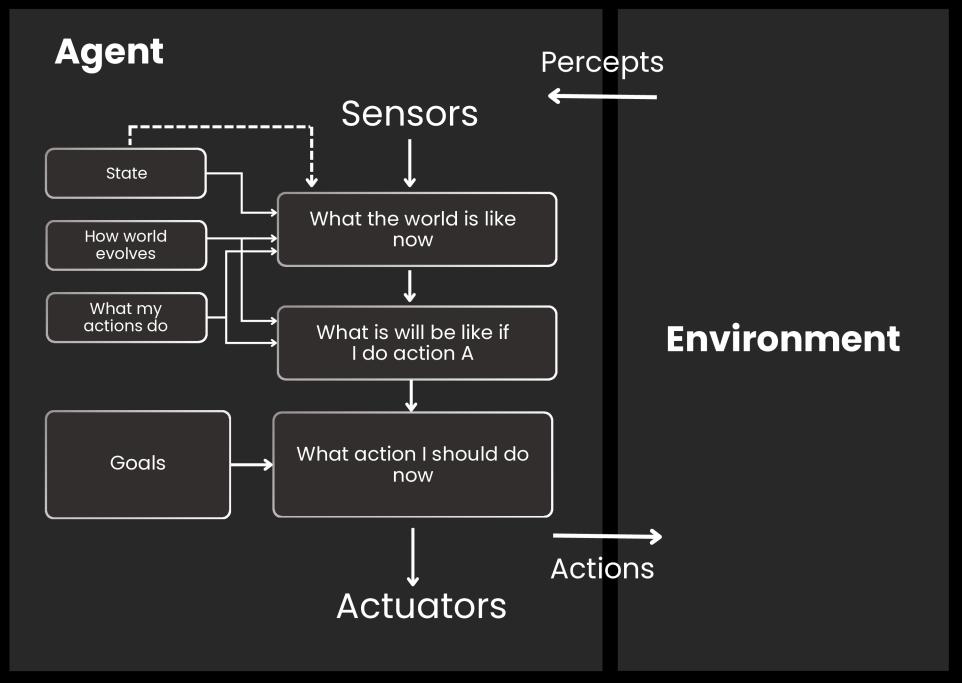 Agent
Percepts
Sensors
State
What the world is like
now
How world
evolves
What my
actions do
What is will be like if
I do action A
Environment
Goals
What action I should do
now
Actions
Actuators